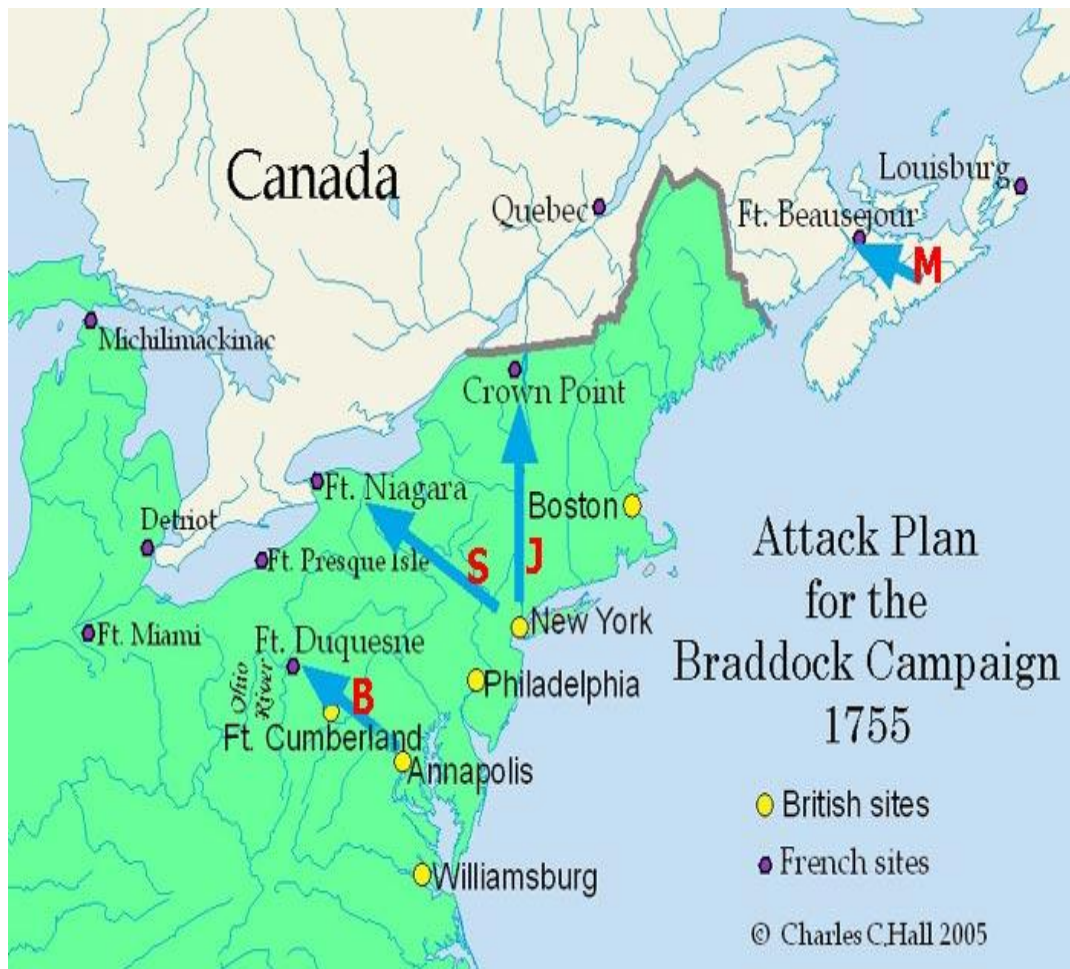 Canada
Quebec
Louisburg
Ft. Beausejour
M
Michilimackinac
Crown Point
Ft. Niagara
Boston
Detriot
Ft. Presque Isle
S
J
Ft. Miami
Ft. Duquesne
New York
Ohio
River
B
Philadelphia
Ft. Cumberland
Annapolis
Williamsburg
Attack Plan
for the
Braddock Campaign
1755
British sites
French sites
© Charles C.Hall 2005